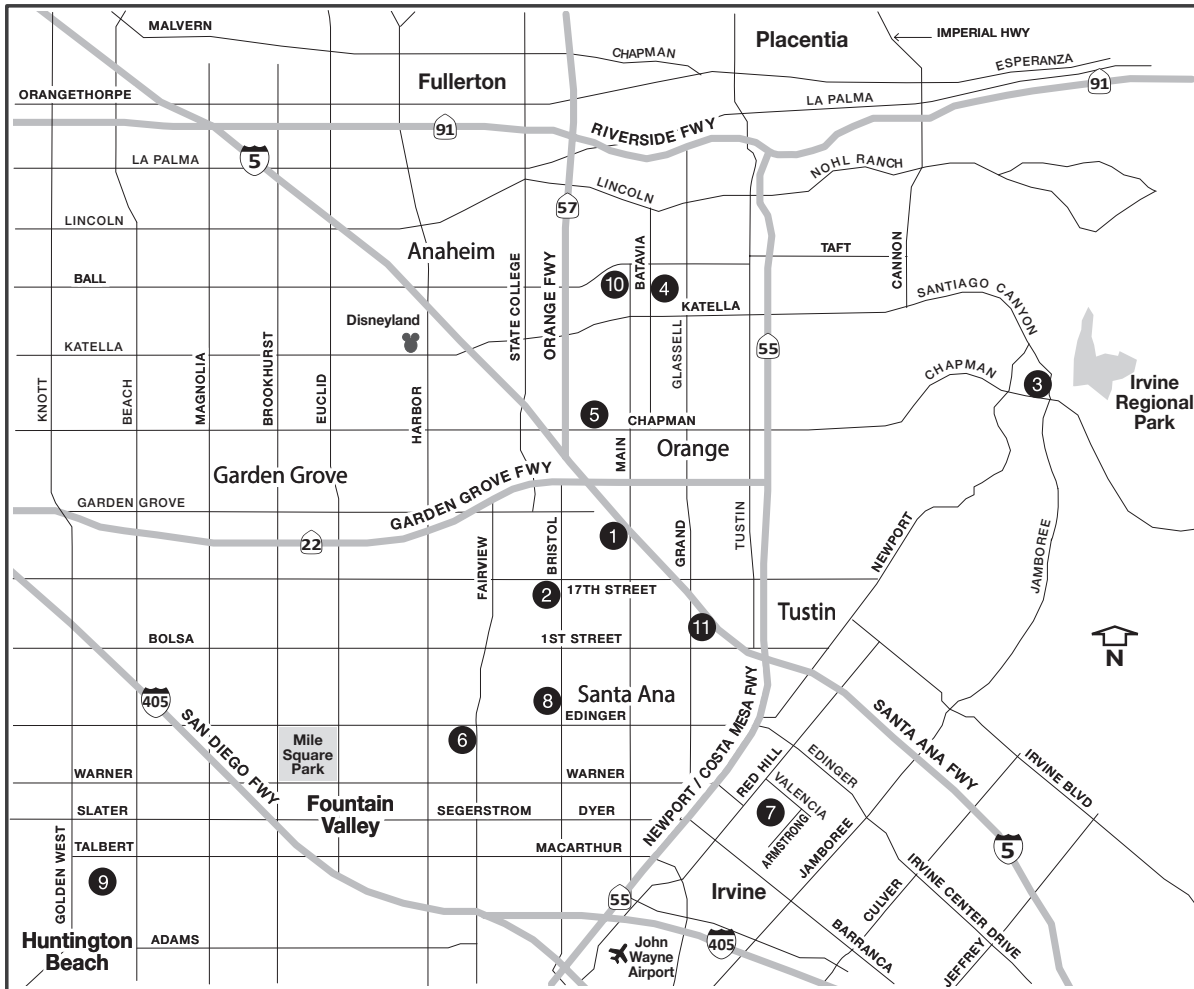 MALVERN
CHAPMAN
Placentia
IMPERIAL HWY
Fullerton
ESPERANZA
ORANGETHORPE
LA PALMA
91
91
RIVERSIDE FWY
LA PALMA
5
NOHL RANCH
LINCOLN
57
LINCOLN
Anaheim
STATE COLLEGE
ORANGE FWY
BATAVIA
TAFT
CANNON
BALL
10
4
KATELLA
SANTIAGO CANYON
Disneyland
KATELLA
GLASSELL
55
KNOTT
BEACH
MAGNOLIA
BROOKHURST
EUCLID
HARBOR
CHAPMAN
3
Irvine
Regional
Park
5
CHAPMAN
MAIN
Orange
Garden Grove
GARDEN GROVE
GARDEN GROVE FWY
22
BRISTOL
1
GRAND
TUSTIN
NEWPORT
JAMBOREE
FAIRVIEW
2
17TH STREET
Tustin
11
BOLSA
1ST STREET
N
405
SAN DIEGO FWY
8
Santa Ana
EDINGER
NEWPORT / COSTA MESA FWY
SANTA ANA FWY
6
Mile
Square
Park
RED HILL
EDINGER
IRVINE BLVD
WARNER
WARNER
VALENCIA
7
ARMSTRONG
SLATER
Fountain
Valley
SEGERSTROM
DYER
JAMBOREE
5
GOLDEN WEST
TALBERT
MACARTHUR
9
55
Irvine
CULVER
IRVINE CENTER DRIVE
BARRANCA
JEFFREY
Huntington
Beach
ADAMS
John
Wayne
Airport
405